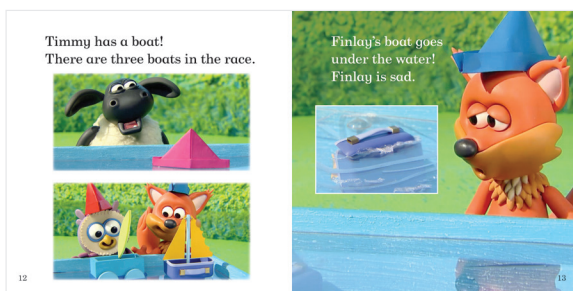 Timmy has a boat!
There are three boats in the race.
12
Finlay's boat goes
under the water!
Finlay is sad.
13